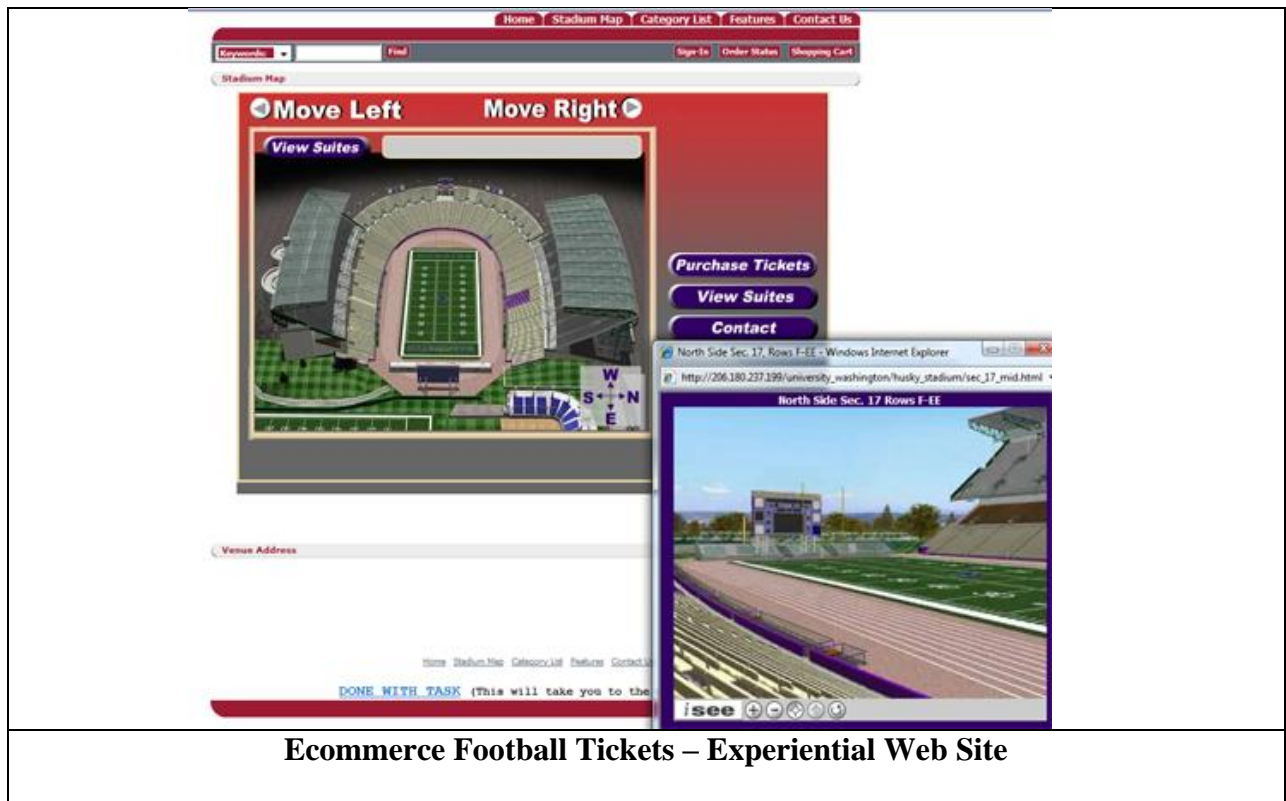 Home Stadium Map Category List Features Contact Us
Keywords: Find Sign-In Order Status Shopping Cart
Stadium Map
Move Left Move Right
View Suites
Purchase Tickets
View Suites
Contact
W
S N
E
North Side Sec. 17, Rows F-EE - Windows Internet Explorer
http://206.180.237.199/university_washington/husky_stadium/sec_17_mid.html
North Side Sec. 17 Rows F-EE
isee
Venue Address
Home Stadium Map Category List Features Contact U
DONE WITH TASK (This will take you to the
Ecommerce Football Tickets – Experiential Web Site